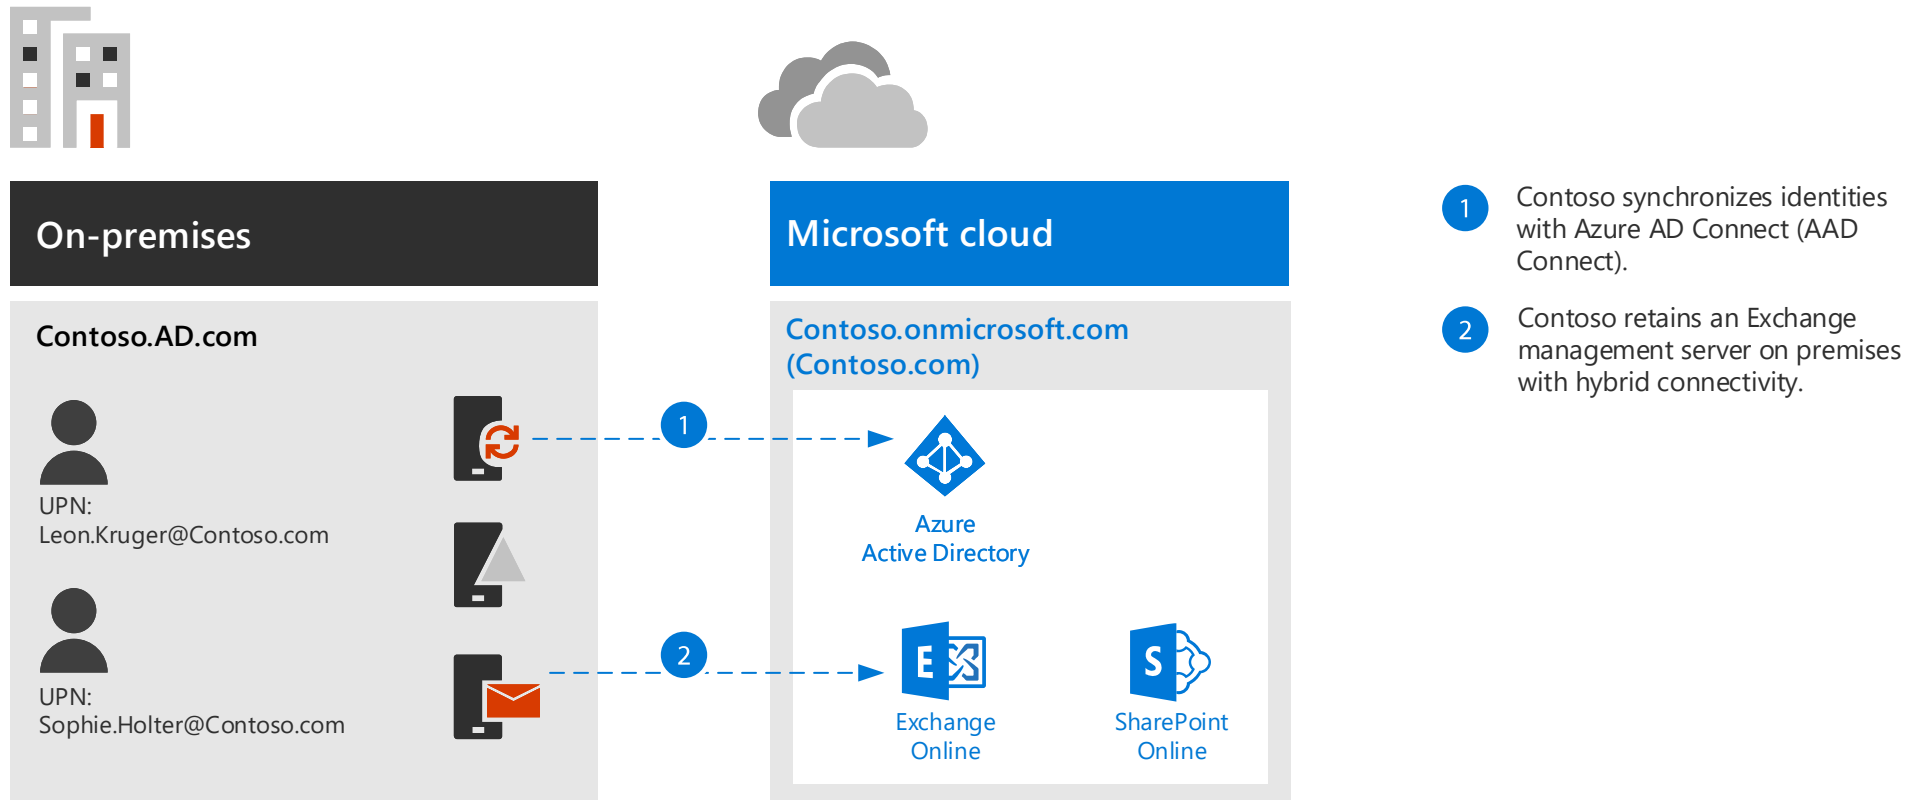 On-premises
Contoso.AD.com
UPN:
Leon.Kruger@Contoso.com
UPN:
Sophie.Holter@Contoso.com
1
2
Microsoft cloud
Contoso.onmicrosoft.com
(Contoso.com)
Azure
Active Directory
E
Exchange
Online
S
SharePoint
Online
1
Contoso synchronizes identities
with Azure AD Connect (AAD
Connect).
2
Contoso retains an Exchange
management server on premises
with hybrid connectivity.